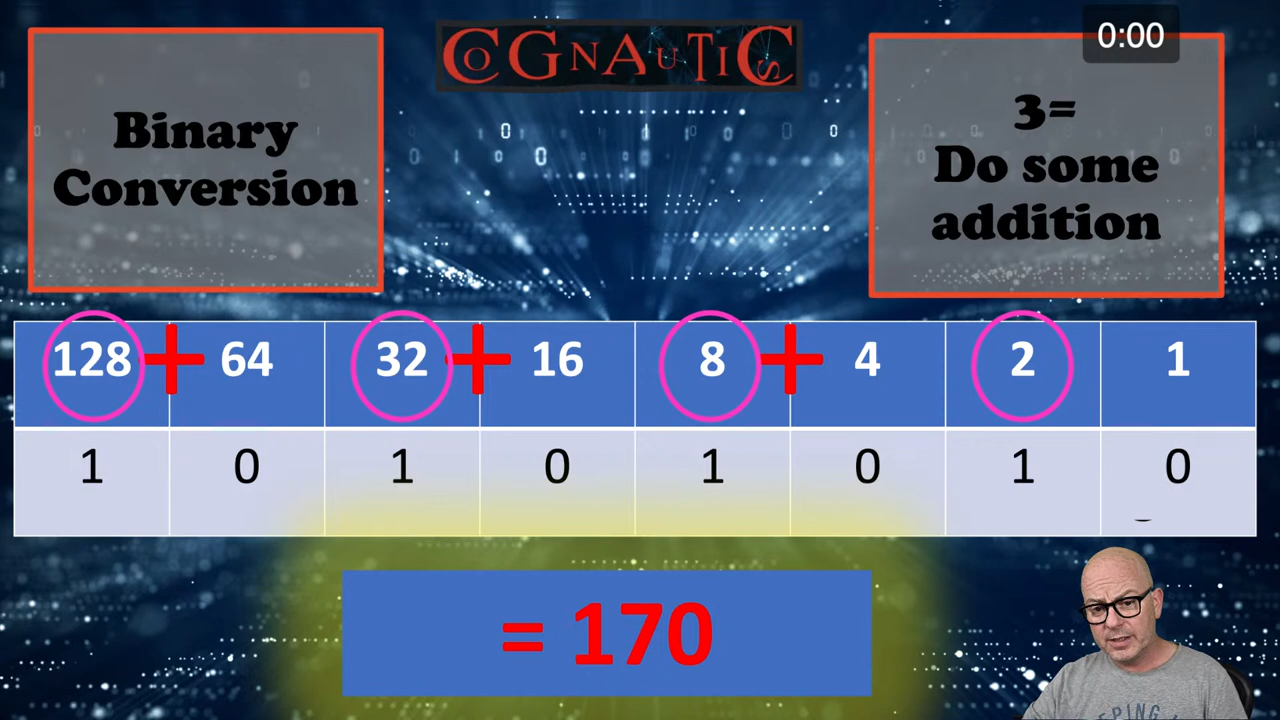 Binary
Conversion
COGNAUTICS
0:00
3=
Do some
addition
128 + 64 32 + 16 8 + 4 2 1
1 0 1 0 1 0 1 0
= 170